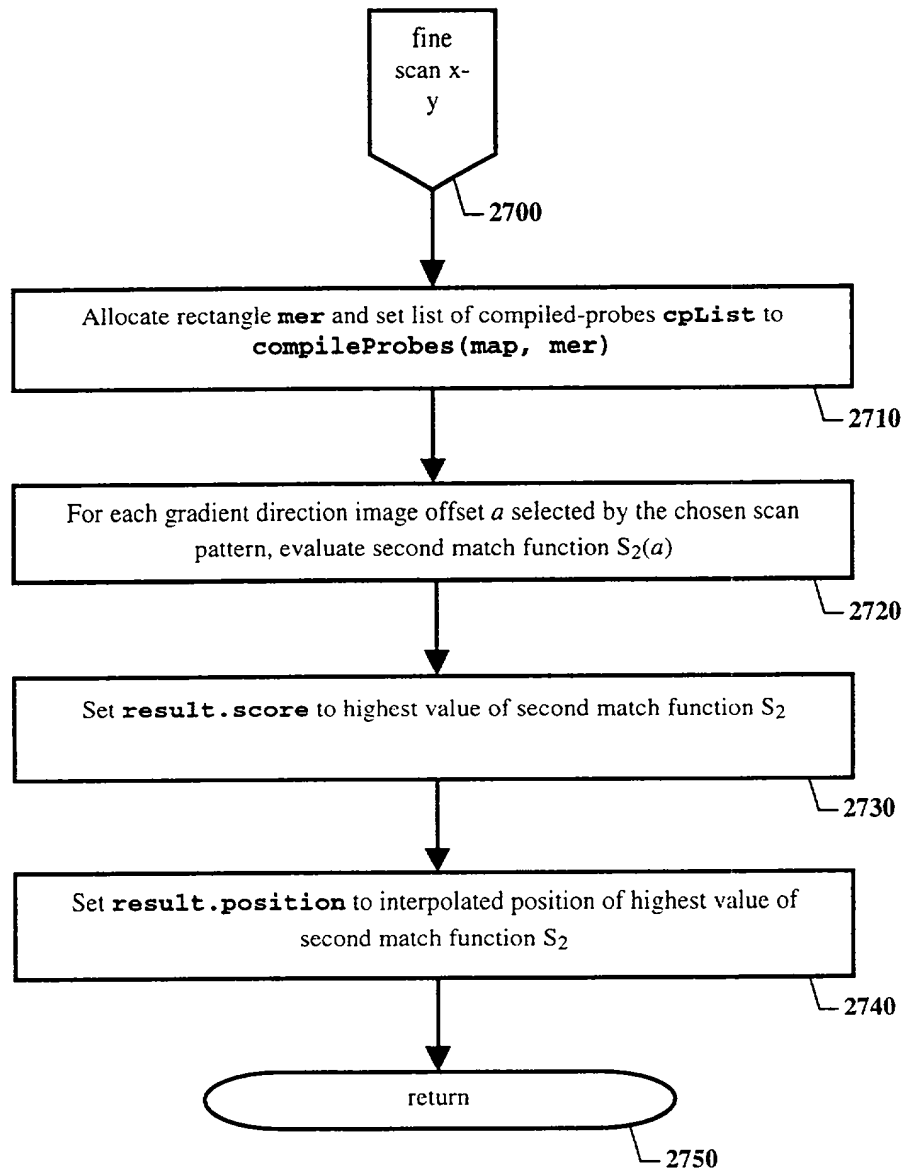 fine
scan x-
y
2700
Allocate rectangle mer and set list of compiled-probes cpList to
compileProbes(map, mer)
2710
For each gradient direction image offset a selected by the chosen scan
pattern, evaluate second match function S2(a)
2720
Set result.score to highest value of second match function S2
2730
Set result.position to interpolated position of highest value of
second match function S2
2740
return
2750